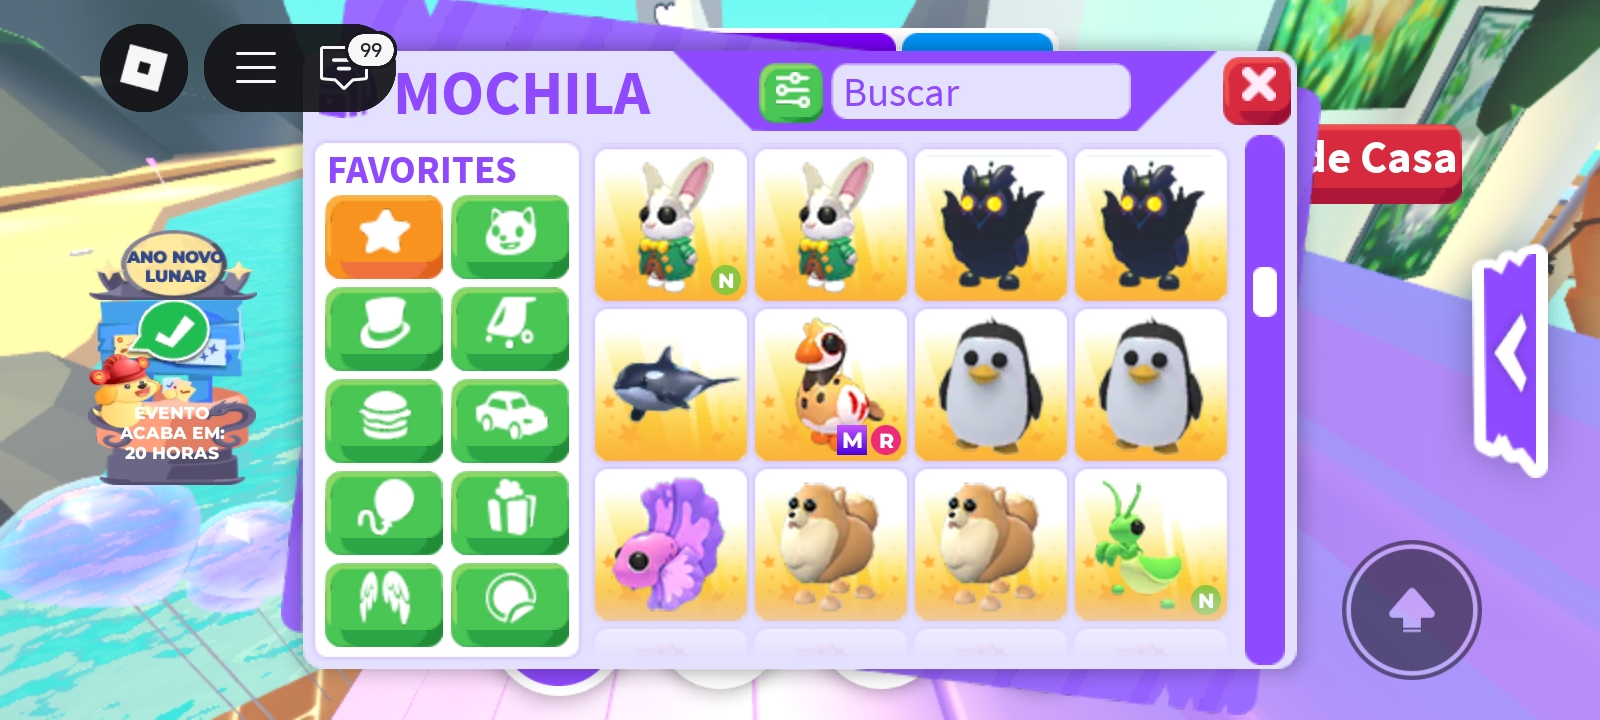 99
MOCHILA
Buscar
FAVORITES
de Casa
ANO NOVO
LUNAR
EVENTO
ACABA EM:
20 HORAS
N
M R
N